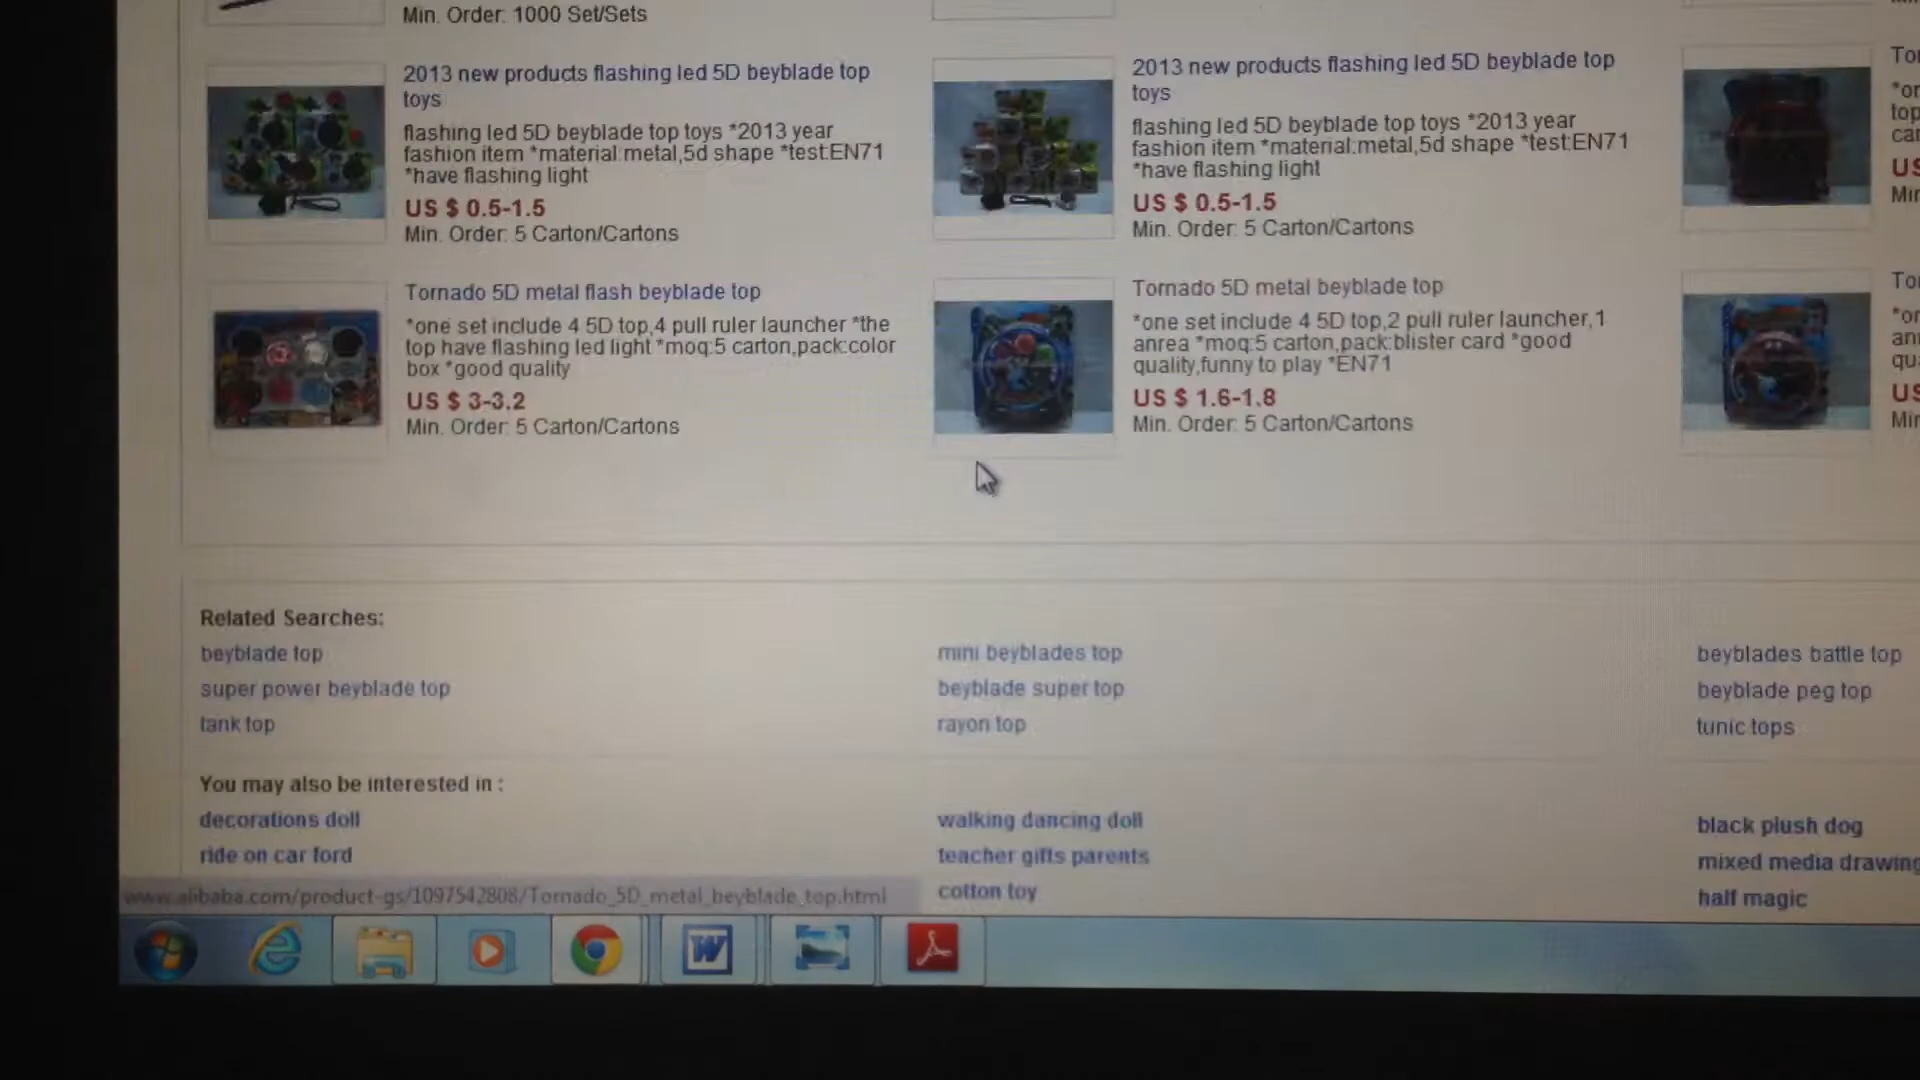 Min. Order: 1000 Set/Sets
2013 new products flashing led 5D beyblade top
toys
flashing led 5D beyblade top toys *2013 year
fashion item *material:metal,5d shape *test:EN71
*have flashing light
US $ 0.5-1.5
Min. Order: 5 Carton/Cartons
2013 new products flashing led 5D beyblade top
toys
flashing led 5D beyblade top toys *2013 year
fashion item *material:metal,5d shape *test:EN71
*have flashing light
US $ 0.5-1.5
Min. Order: 5 Carton/Cartons
US
Tornado 5D metal flash beyblade top
*one set include 4 5D top,4 pull ruler launcher *the
top have flashing led light *moq:5 carton,pack:color
box *good quality
US $ 3-3.2
Min. Order: 5 Carton/Cartons
Tornado 5D metal beyblade top
*one set include 4 5D top,2 pull ruler launcher,1
anrea *moq:5 carton,pack:blister card *good
quality,funny to play *EN71
US $ 1.6-1.8
Min. Order: 5 Carton/Cartons
US
Related Searches:
beyblade top
mini beyblades top
beyblades battle top
super power beyblade top
beyblade super top
beyblade peg top
tank top
rayon top
tunic tops
You may also be interested in :
decorations doll
walking dancing doll
black plush dog
ride on car ford
teacher gifts parents
mixed media drawing
cotton toy
half magic
www.alibaba.com/product-gs/1097542808/Tornado_5D_metal_beyblade_top.html